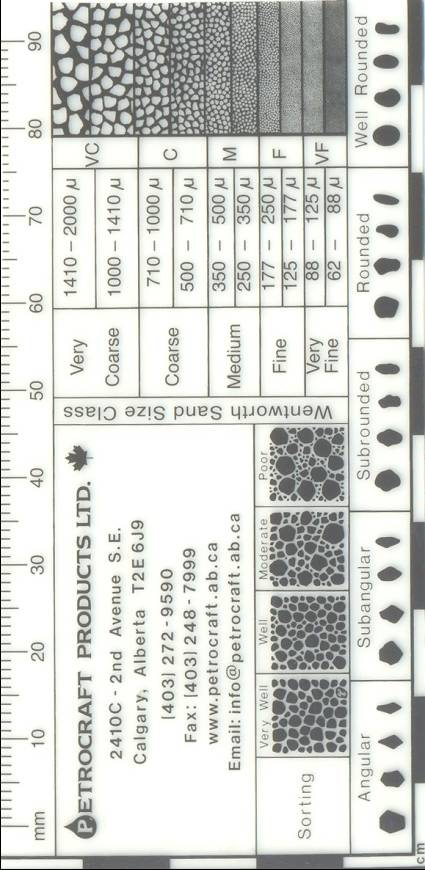 mm 10 20 30 40 50 60 70 80 90
PETROCRAFT PRODUCTS LTD.
2410C - 2nd Avenue S.E.
Calgary, Alberta T2E 6J9
(403) 272-9590
Fax: (403) 248-7999
www.petrocraft.ab.ca
Email: info@petrocraft.ab.ca
Wentworth Sand Size Class
Very Coarse
1410 – 2000 µ
1000 – 1410 µ
VC
Coarse
710 – 1000 µ
500 – 710 µ
C
Medium
350 – 500 µ
250 – 350 µ
M
Fine
177 – 250 µ
125 – 177 µ
F
Very Fine
88 – 125 µ
62 – 88 µ
VF
Sorting
Very Well
Well
Moderate
Poor
Angular
Subangular
Subrounded
Rounded
Well Rounded
cm